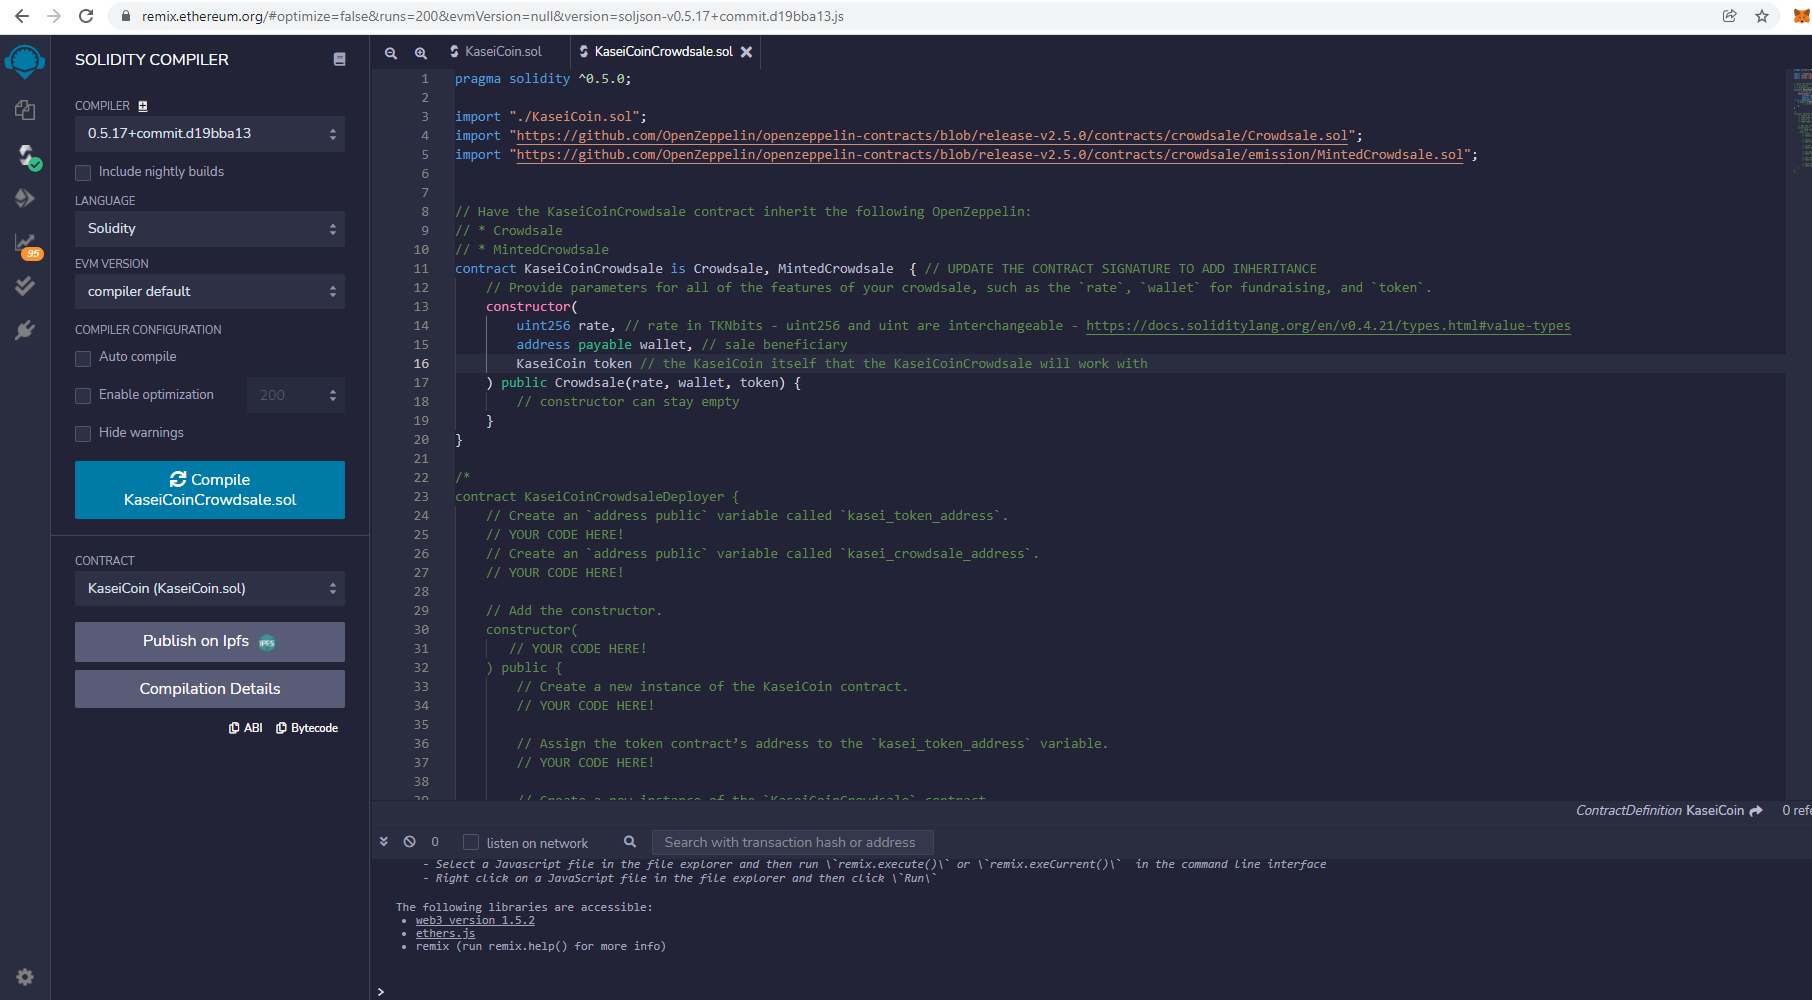 remix.ethereum.org/#optimize=false&runs=200&evmVersion=null&version=soljson-v0.5.17+commit.d19bba13.js
SOLIDITY COMPILER
COMPILER
0.5.17+commit.d19bba13
Include nightly builds
LANGUAGE
Solidity
EVM VERSION
compiler default
COMPILER CONFIGURATION
Auto compile
Enable optimization
200
Hide warnings
Compile
KaseiCoinCrowdsale.sol
CONTRACT
KaseiCoin (KaseiCoin.sol)
Publish on Ipfs
IPFS
Compilation Details
ABI Bytecode
95
KaseiCoin.sol KaseiCoinCrowdsale.sol
1 pragma solidity ^0.5.0;
2
3 import "./KaseiCoin.sol";
4 import "https://github.com/OpenZeppelin/openzeppelin-contracts/blob/release-v2.5.0/contracts/crowdsale/Crowdsale.sol";
5 import "https://github.com/OpenZeppelin/openzeppelin-contracts/blob/release-v2.5.0/contracts/crowdsale/emission/MintedCrowdsale.sol";
6
7
8 // Have the KaseiCoinCrowdsale contract inherit the following OpenZeppelin:
9 // * Crowdsale
10 // * MintedCrowdsale
11 contract KaseiCoinCrowdsale is Crowdsale, MintedCrowdsale  { // UPDATE THE CONTRACT SIGNATURE TO ADD INHERITANCE
12 // Provide parameters for all of the features of your crowdsale, such as the `rate`, `wallet` for fundraising, and `token`.
13 constructor(
14 uint256 rate, // rate in TKNbits - uint256 and uint are interchangeable - https://docs.soliditylang.org/en/v0.4.21/types.html#value-types
15 address payable wallet, // sale beneficiary
16 KaseiCoin token // the KaseiCoin itself that the KaseiCoinCrowdsale will work with
17 ) public Crowdsale(rate, wallet, token) {
18 // constructor can stay empty
19 }
20 }
21
22 /*
23 contract KaseiCoinCrowdsaleDeployer {
24 // Create an `address public` variable called `kasei_token_address`.
25 // YOUR CODE HERE!
26 // Create an `address public` variable called `kasei_crowdsale_address`.
27 // YOUR CODE HERE!
28
29 // Add the constructor.
30 constructor(
31 // YOUR CODE HERE!
32 ) public {
33 // Create a new instance of the KaseiCoin contract.
34 // YOUR CODE HERE!
35
36 // Assign the token contract’s address to the `kasei_token_address` variable.
37 // YOUR CODE HERE!
38
39 // Create a new instance of the `KaseiCoinCrowdsale` contract
ContractDefinition KaseiCoin 0 refe
0 listen on network Search with transaction hash or address
- Select a Javascript file in the file explorer and then run \`remix.execute()\` or \`remix.exeCurrent()\`  in the command line interface
- Right click on a JavaScript file in the file explorer and then click \`Run\`
The following libraries are accessible:
• web3 version 1.5.2
• ethers.js
• remix (run remix.help() for more info)
>